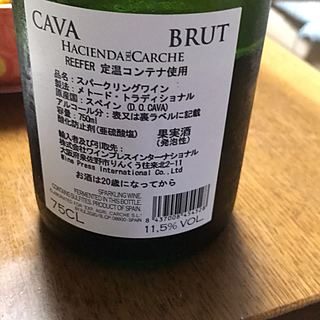 CAVA BRUT
HACIENDA DEL CARCHE
REEFER 定温コンテナ使用
品名：スパークリングワイン
製法：メトード・トラディショナル
原産国：スペイン (D.O. CAVA)
アルコール分：表又は裏ラベルに記載
容量：750ml
酸化防止剤(亜硫酸塩) 果実酒
(発泡性)
輸入者及び引取先：
株式会社ワインプレスインターナショナル
大阪府泉佐野市りんくう往来北2-11
Wine Press International Co., Ltd
お酒は20歳になってから
SPARKLING WINE.
FERMENTED IN THIS BOTTLE.
CONTAINS SULFITES. PRODUCT OF SPAIN.
75CL
11,5% VOL.